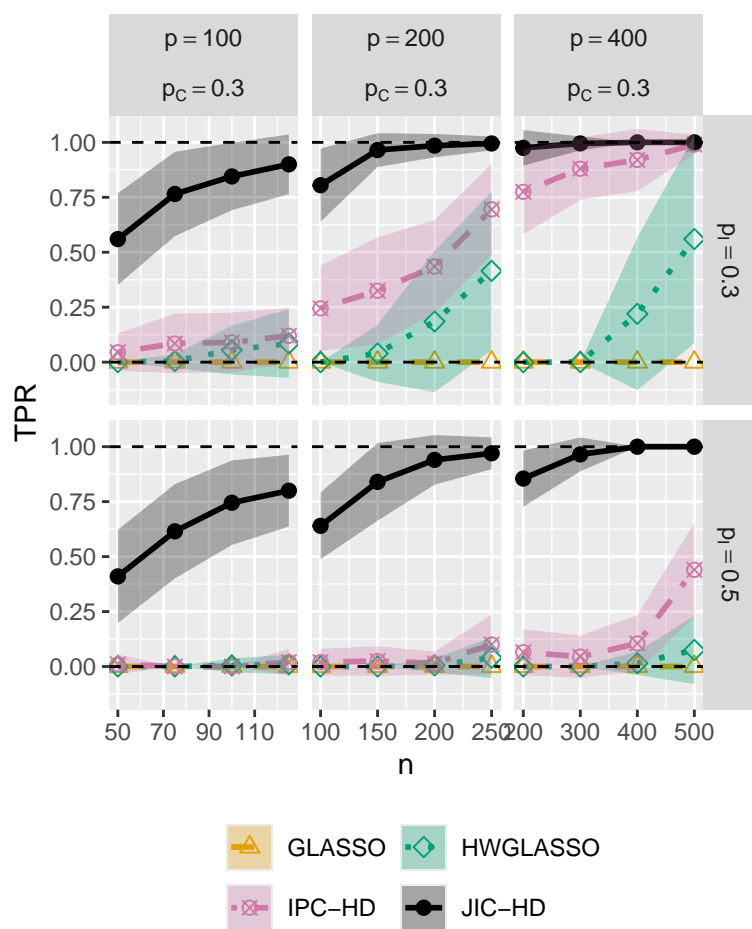 p = 100 p = 200 p = 400
p_C = 0.3 p_C = 0.3 p_C = 0.3
1.00
0.75
0.50
0.25
0.00
p_I = 0.3
TPR
1.00
0.75
0.50
0.25
0.00
p_I = 0.5
50 70 90 110 100 150 200 250 200 300 400 500
n
GLASSO HWGLASSO
IPC−HD JIC−HD